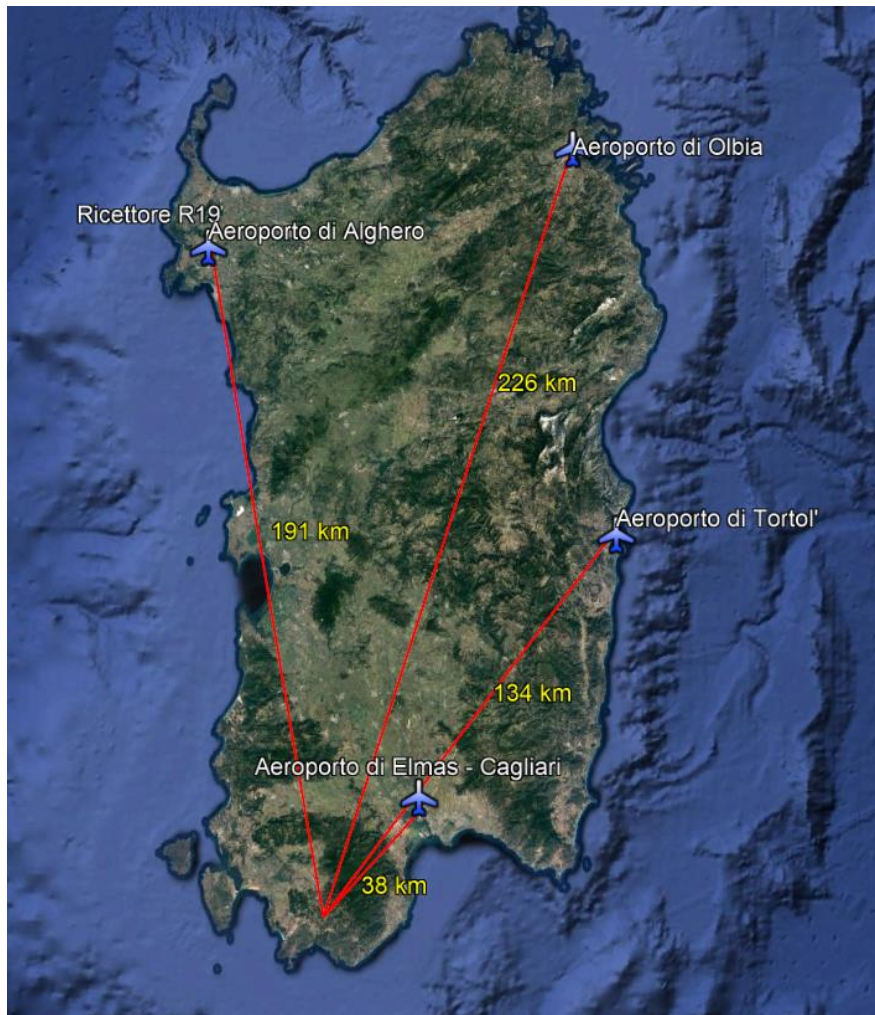 Aeroporto di Olbia
Ricettore R19
Aeroporto di Alghero
226 km
Aeroporto di Tortol'
191 km
134 km
Aeroporto di Elmas - Cagliari
38 km